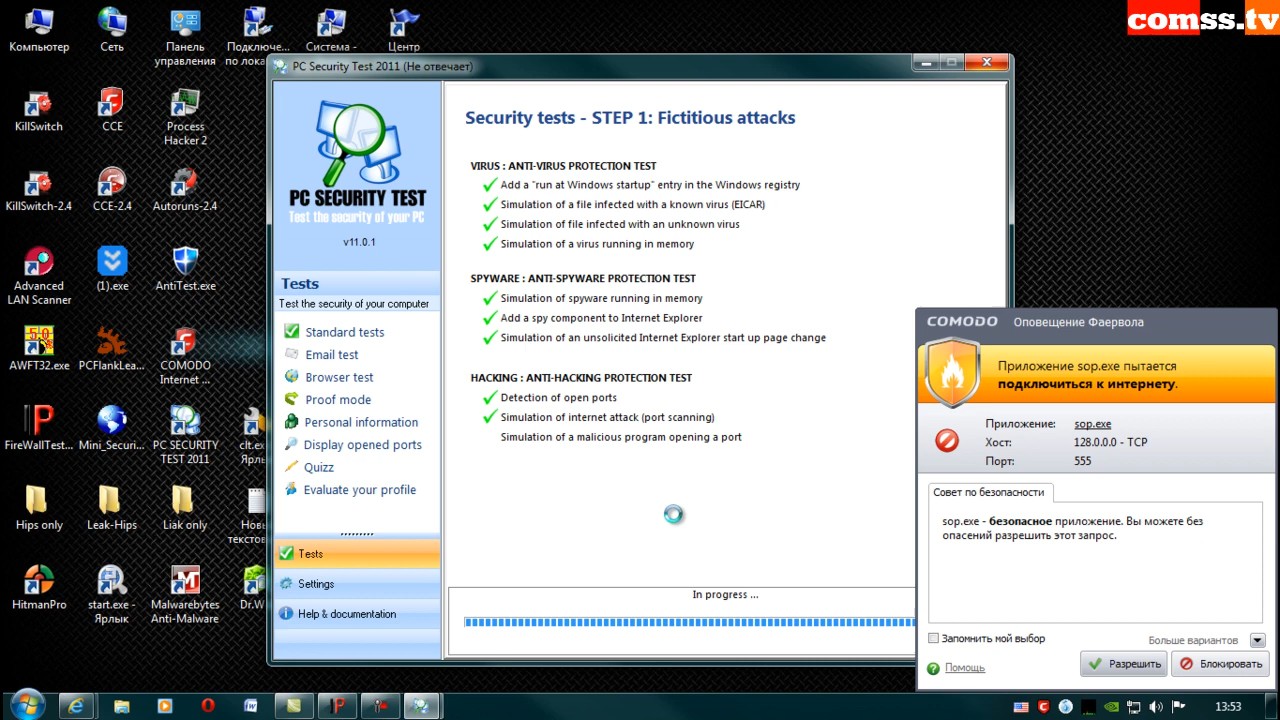 comss.tv
Компьютер
Сеть
Панель
управления
Подключе...
по лока
Система -
Центр
KillSwitch
CCE
Process
Hacker 2
KillSwitch-2.4
CCE-2.4
Autoruns-2.4
Advanced
LAN Scanner
(1).exe
AntiTest.exe
AWFT32.exe
PCFlankLea...
COMODO
Internet ...
FireWallTest...
Mini_Securi...
PC SECURITY
TEST 2011
clt.exe
Ярлы
Hips only
Leak-Hips
Liak only
Новы
текстов
HitmanPro
start.exe -
Ярлык
Malwarebytes
Anti-Malware
Dr.W
PC Security Test 2011 (Не отвечает)
PC SECURITY TEST
Test the security of your PC
v11.0.1
Tests
Test the security of your computer
Standard tests
Email test
Browser test
Proof mode
Personal information
Display opened ports
Quizz
Evaluate your profile
Tests
Settings
Help & documentation
Security tests - STEP 1: Fictitious attacks
VIRUS : ANTI-VIRUS PROTECTION TEST
Add a "run at Windows startup" entry in the Windows registry
Simulation of a file infected with a known virus (EICAR)
Simulation of file infected with an unknown virus
Simulation of a virus running in memory
SPYWARE : ANTI-SPYWARE PROTECTION TEST
Simulation of spyware running in memory
Add a spy component to Internet Explorer
Simulation of an unsolicited Internet Explorer start up page change
HACKING : ANTI-HACKING PROTECTION TEST
Detection of open ports
Simulation of internet attack (port scanning)
Simulation of a malicious program opening a port
In progress ...
COMODO Оповещение Фаервола
Приложение sop.exe пытается
подключиться к интернету.
Приложение: sop.exe
Хост: 128.0.0.0 - TCP
Порт: 555
Совет по безопасности
sop.exe - безопасное приложение. Вы можете без
опасений разрешить этот запрос.
Запомнить мой выбор
Больше вариантов
Помощь
Разрешить
Блокировать
13:53